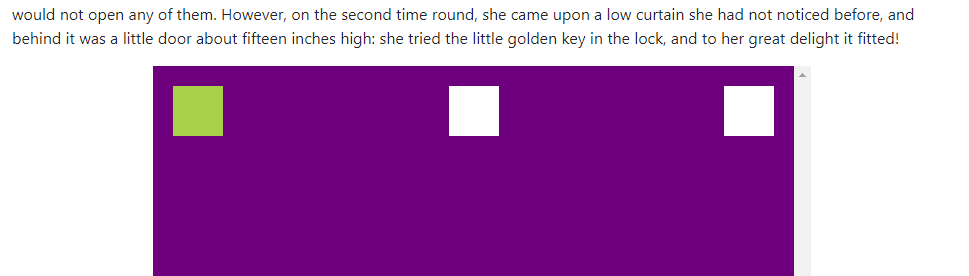 would not open any of them. However, on the second time round, she came upon a low curtain she had not noticed before, and
behind it was a little door about fifteen inches high: she tried the little golden key in the lock, and to her great delight it fitted!